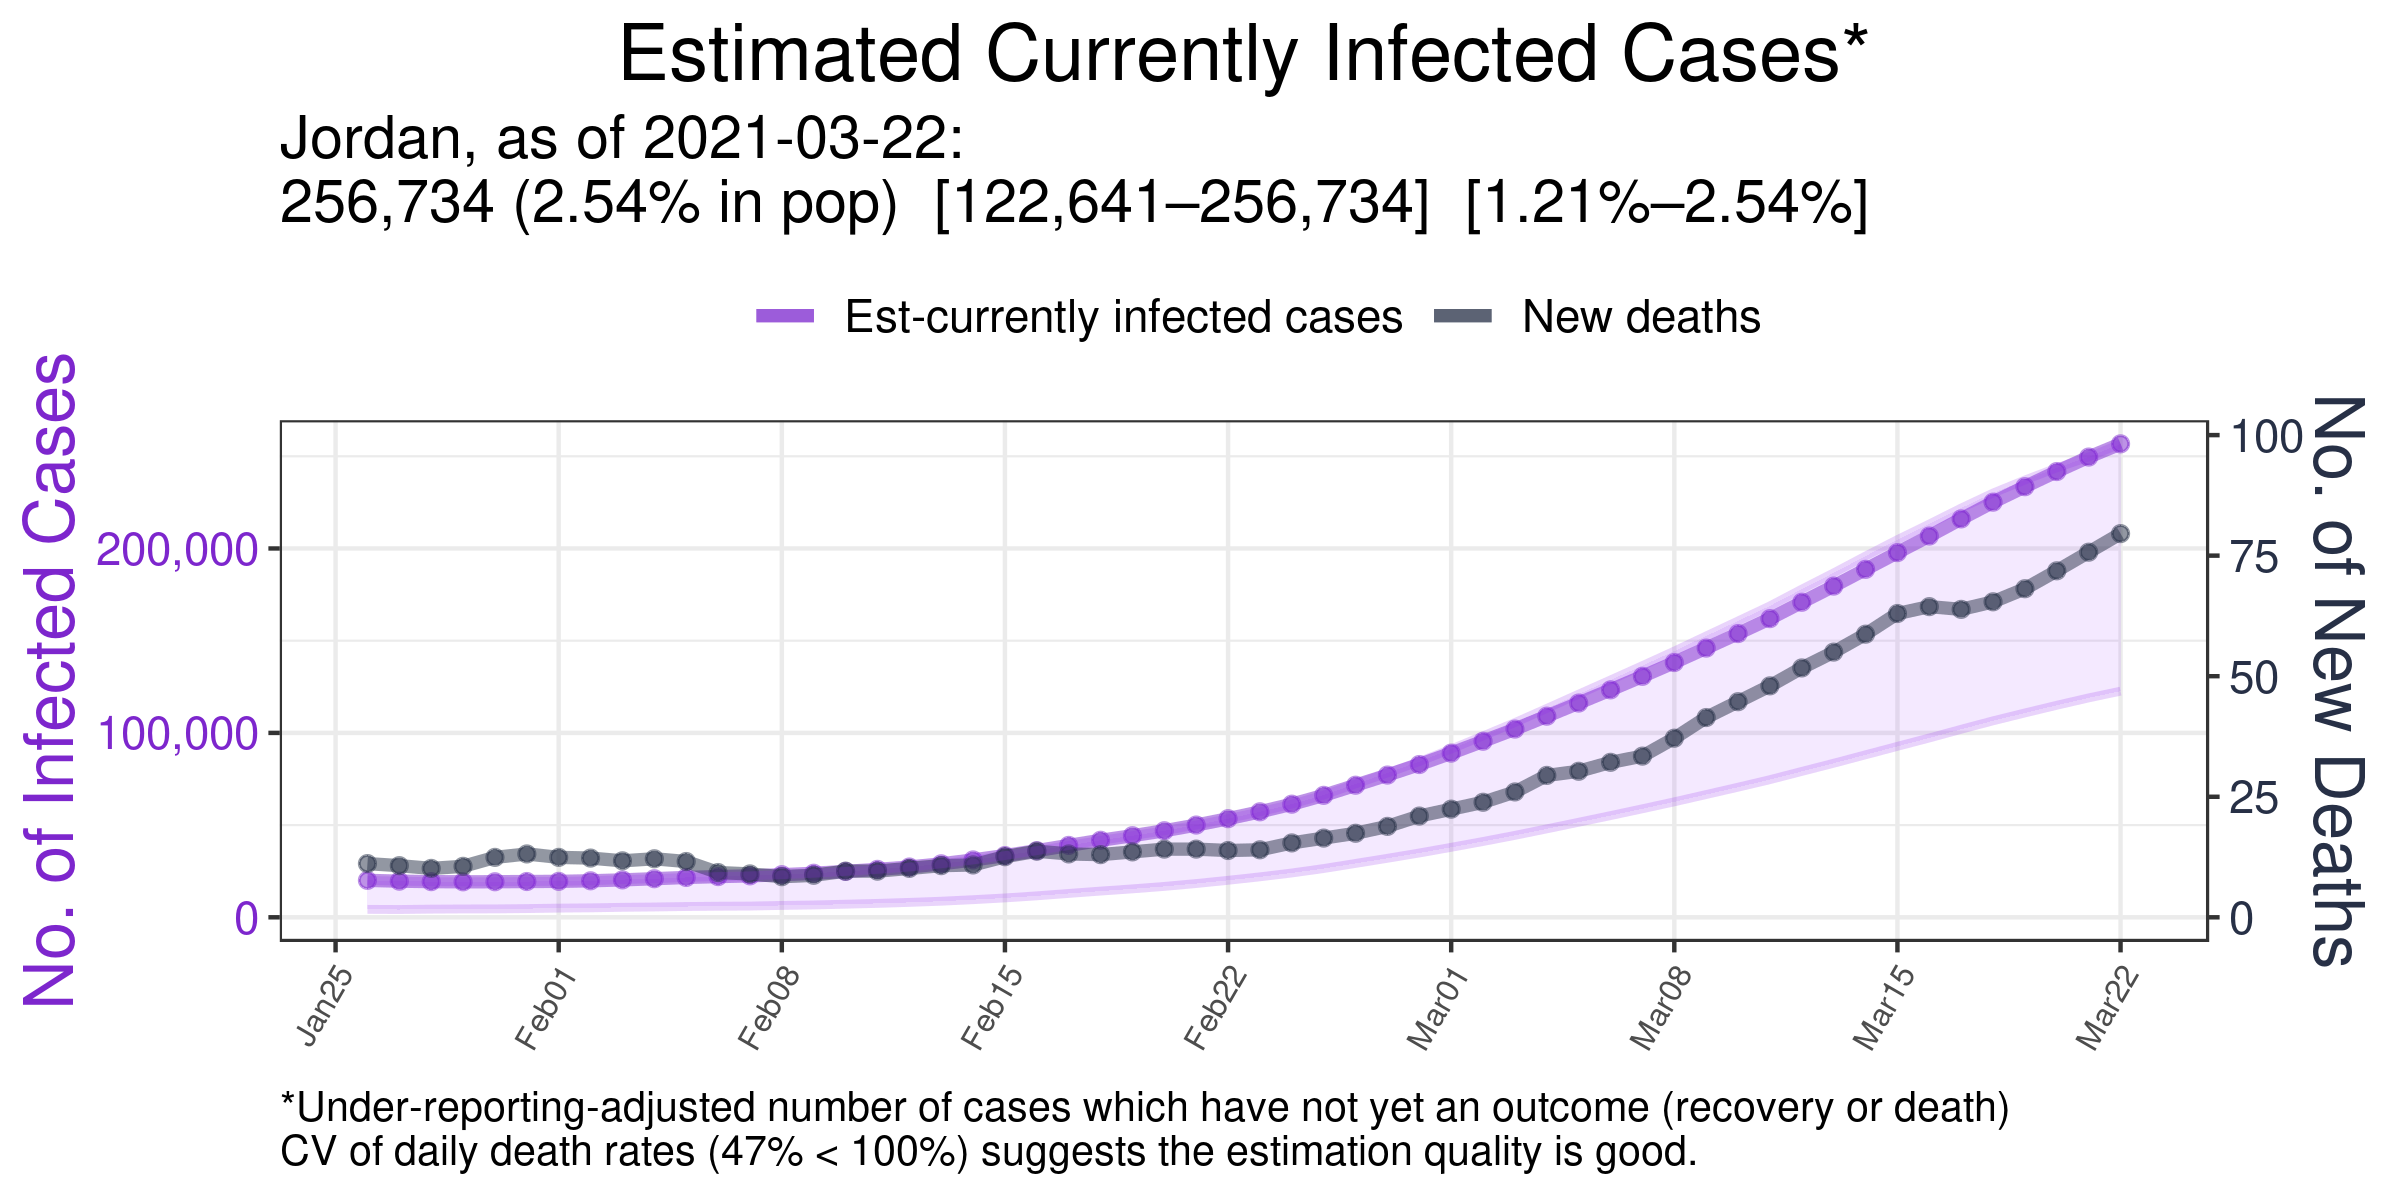 Estimated Currently Infected Cases*
Jordan, as of 2021-03-22:
256,734 (2.54% in pop)  [122,641–256,734]  [1.21%–2.54%]
Est-currently infected cases
New deaths
No. of Infected Cases
200,000
100,000
0
100
75
50
25
0
No. of New Deaths
Jan25
Feb01
Feb08
Feb15
Feb22
Mar01
Mar08
Mar15
Mar22
*Under-reporting-adjusted number of cases which have not yet an outcome (recovery or death)
CV of daily death rates (47% < 100%) suggests the estimation quality is good.